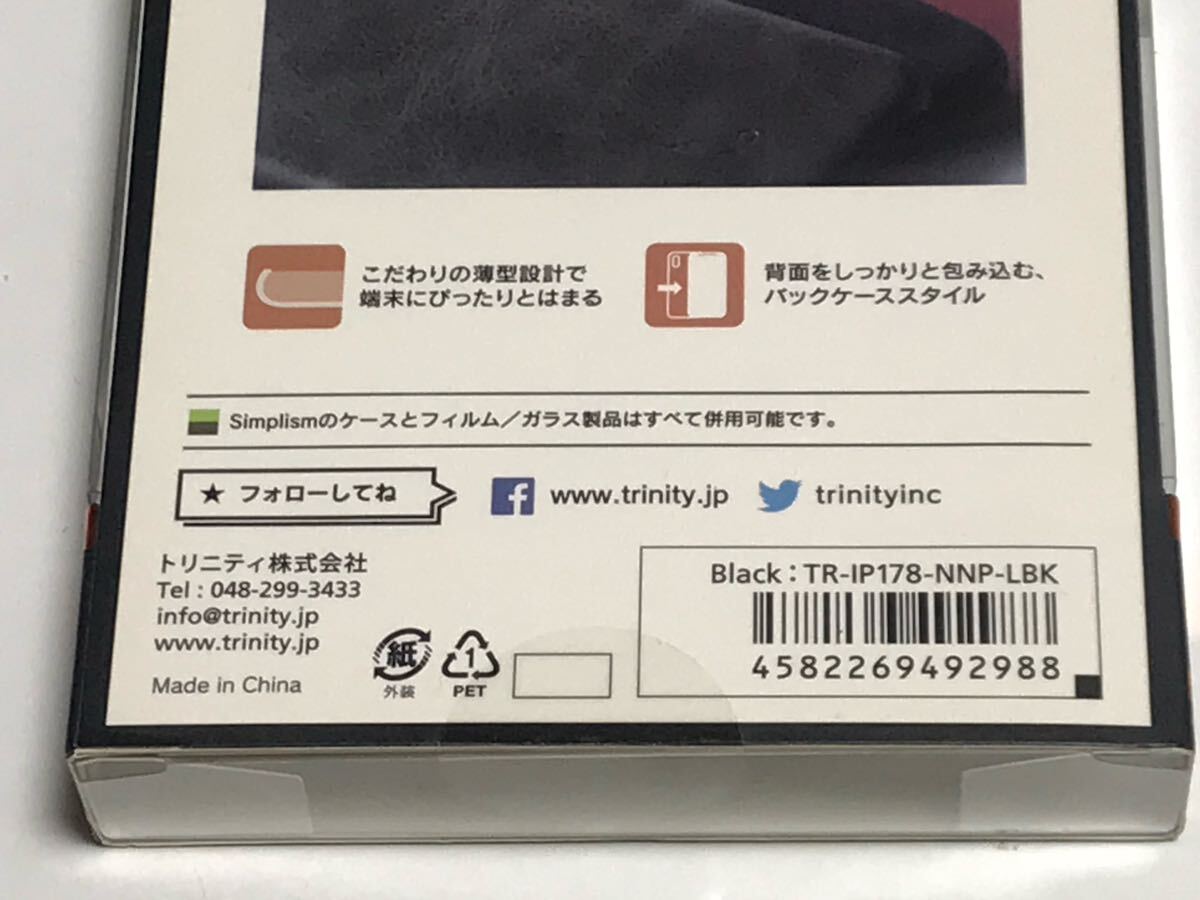 こだわりの薄型設計で
端末にぴったりとはまる
背面をしっかりと包み込む、
バックケーススタイル
Simplismのケースとフィルム／ガラス製品はすべて併用可能です。
★ フォローしてね
f www.trinity.jp
trinityinc
トリニティ株式会社
Tel : 048-299-3433
info@trinity.jp
www.trinity.jp
Made in China
紙
外装
1
PET
Black : TR-IP178-NNP-LBK
4582269492988